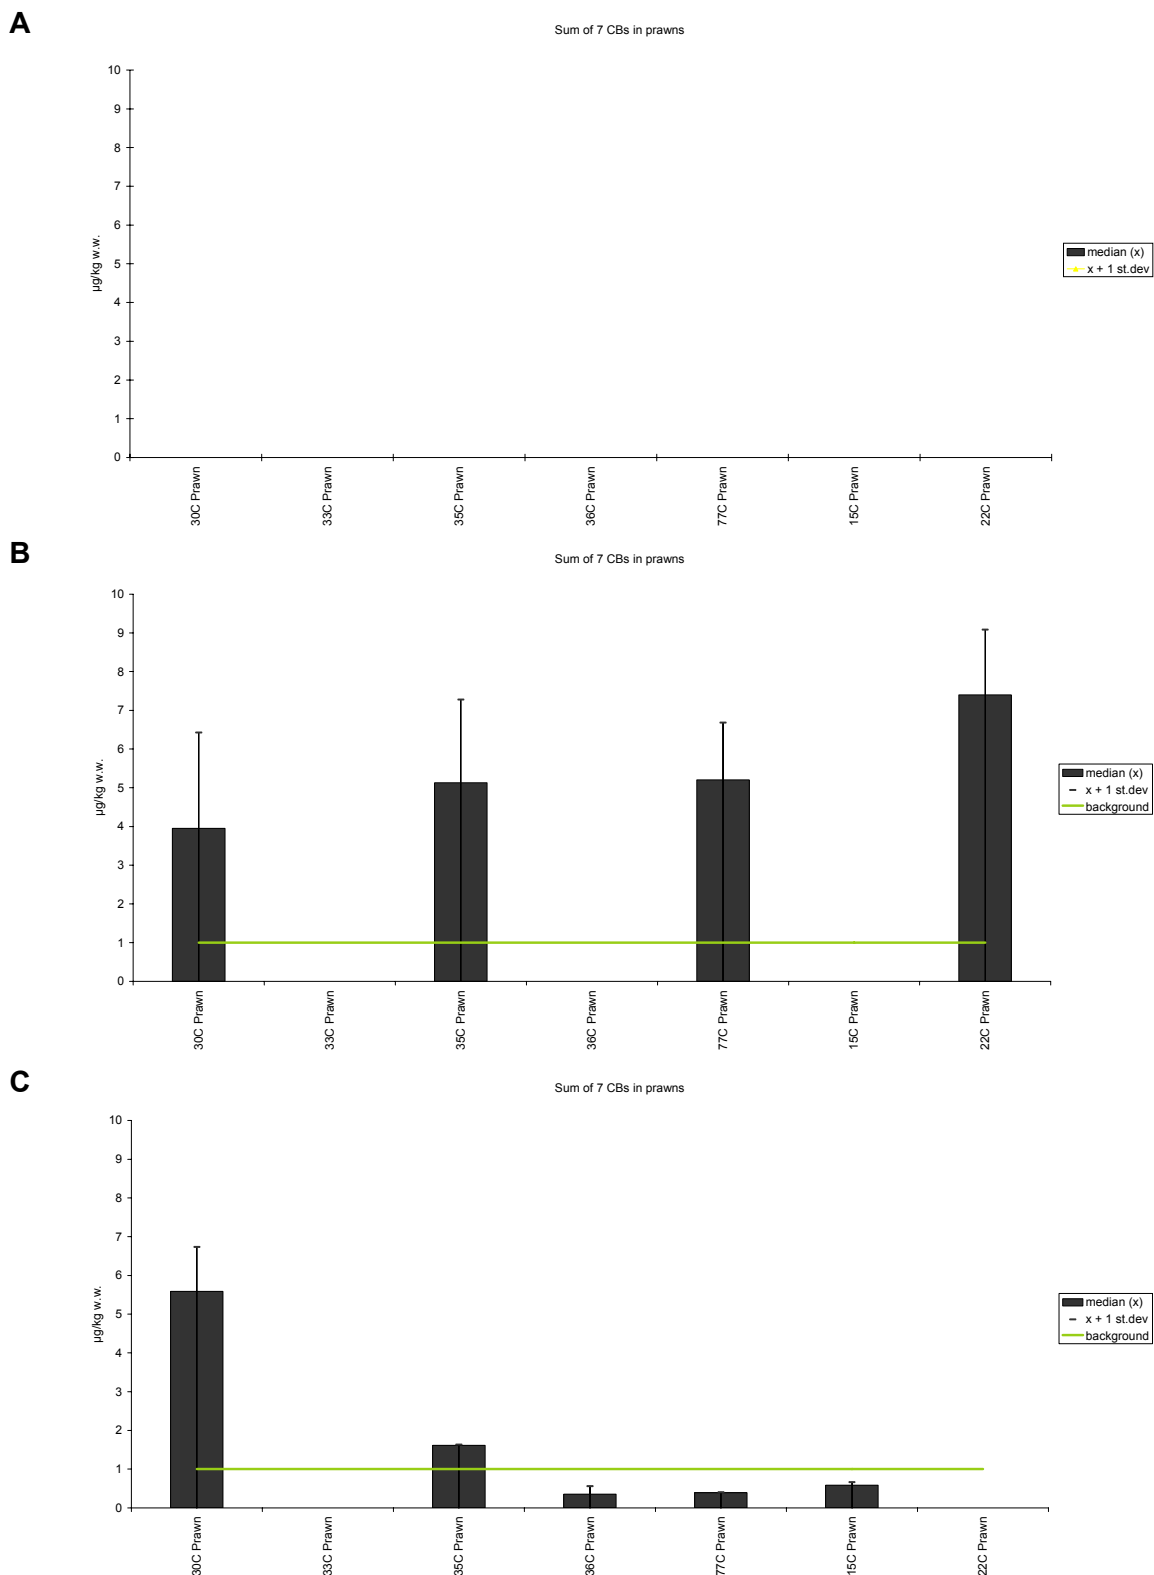 A
Sum of 7 CBs in prawns
10
9
8
7
6
5
4
3
2
1
0
µg/kg w.w.
30C Prawn
33C Prawn
35C Prawn
36C Prawn
77C Prawn
15C Prawn
22C Prawn
median (x)
x + 1 st.dev
B
Sum of 7 CBs in prawns
10
9
8
7
6
5
4
3
2
1
0
µg/kg w.w.
30C Prawn
33C Prawn
35C Prawn
36C Prawn
77C Prawn
15C Prawn
22C Prawn
median (x)
x + 1 st.dev
background
C
Sum of 7 CBs in prawns
10
9
8
7
6
5
4
3
2
1
0
µg/kg w.w.
30C Prawn
33C Prawn
35C Prawn
36C Prawn
77C Prawn
15C Prawn
22C Prawn
median (x)
x + 1 st.dev
background